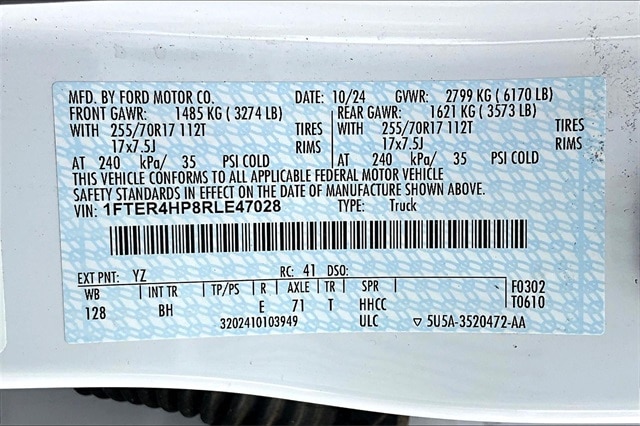 MFD. BY FORD MOTOR CO. DATE: 10/24 GVWR: 2799 KG ( 6170 LB)
FRONT GAWR: 1485 KG ( 3274 LB) REAR GAWR: 1621 KG ( 3573 LB)
WITH 255/70R17 112T TIRES WITH 255/70R17 112T TIRES
17x7.5J RIMS 17x7.5J RIMS
AT 240 kPa/ 35 PSI COLD AT 240 kPa/ 35 PSI COLD
THIS VEHICLE CONFORMS TO ALL APPLICABLE FEDERAL MOTOR VEHICLE
SAFETY STANDARDS IN EFFECT ON THE DATE OF MANUFACTURE SHOWN ABOVE.
VIN: 1FTER4HP8RLE47028 TYPE: Truck
EXT PNT: YZ RC: 41 DSO:
WB INT TR TP/PS R AXLE TR SPR F0302
128 BH E 71 T HHCC T0610
3202410103949 ULC ▽ 5U5A-3520472-AA